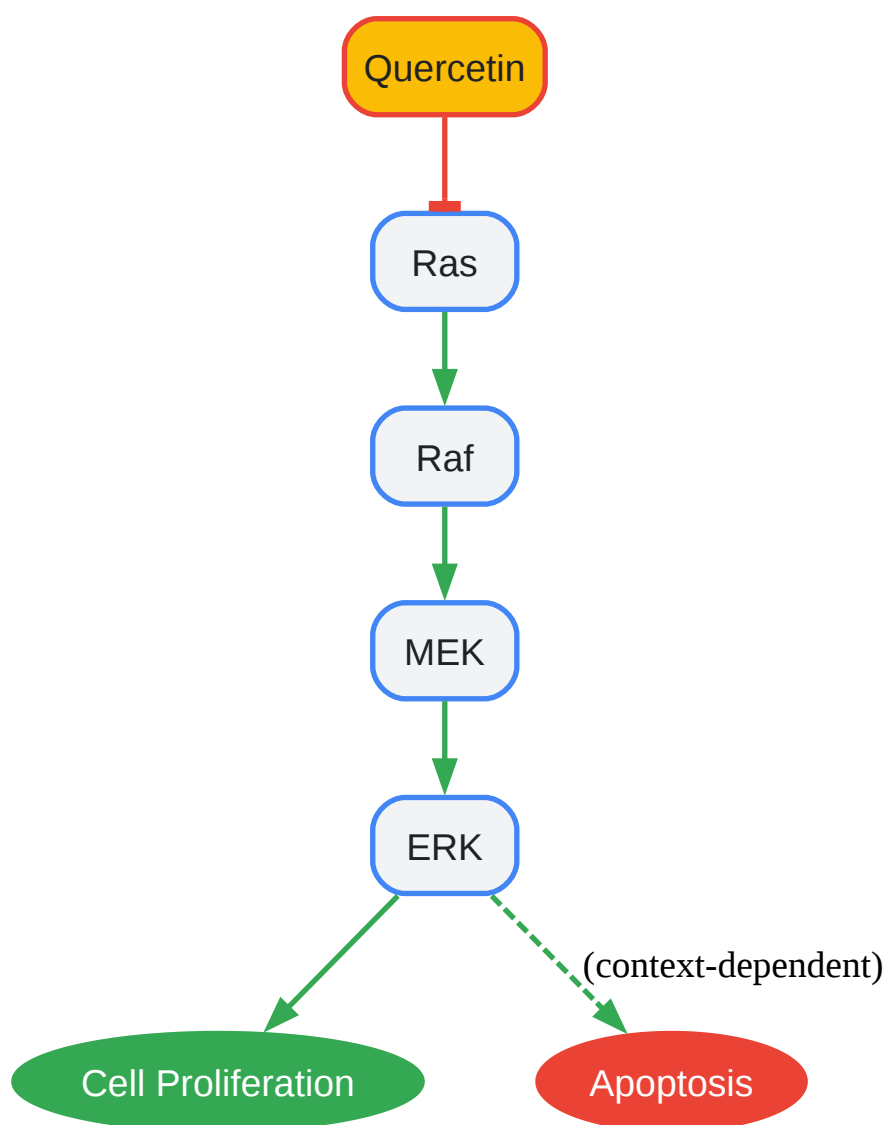 Quercetin
Ras
Raf
MEK
ERK
(context-dependent)
Cell Proliferation
Apoptosis